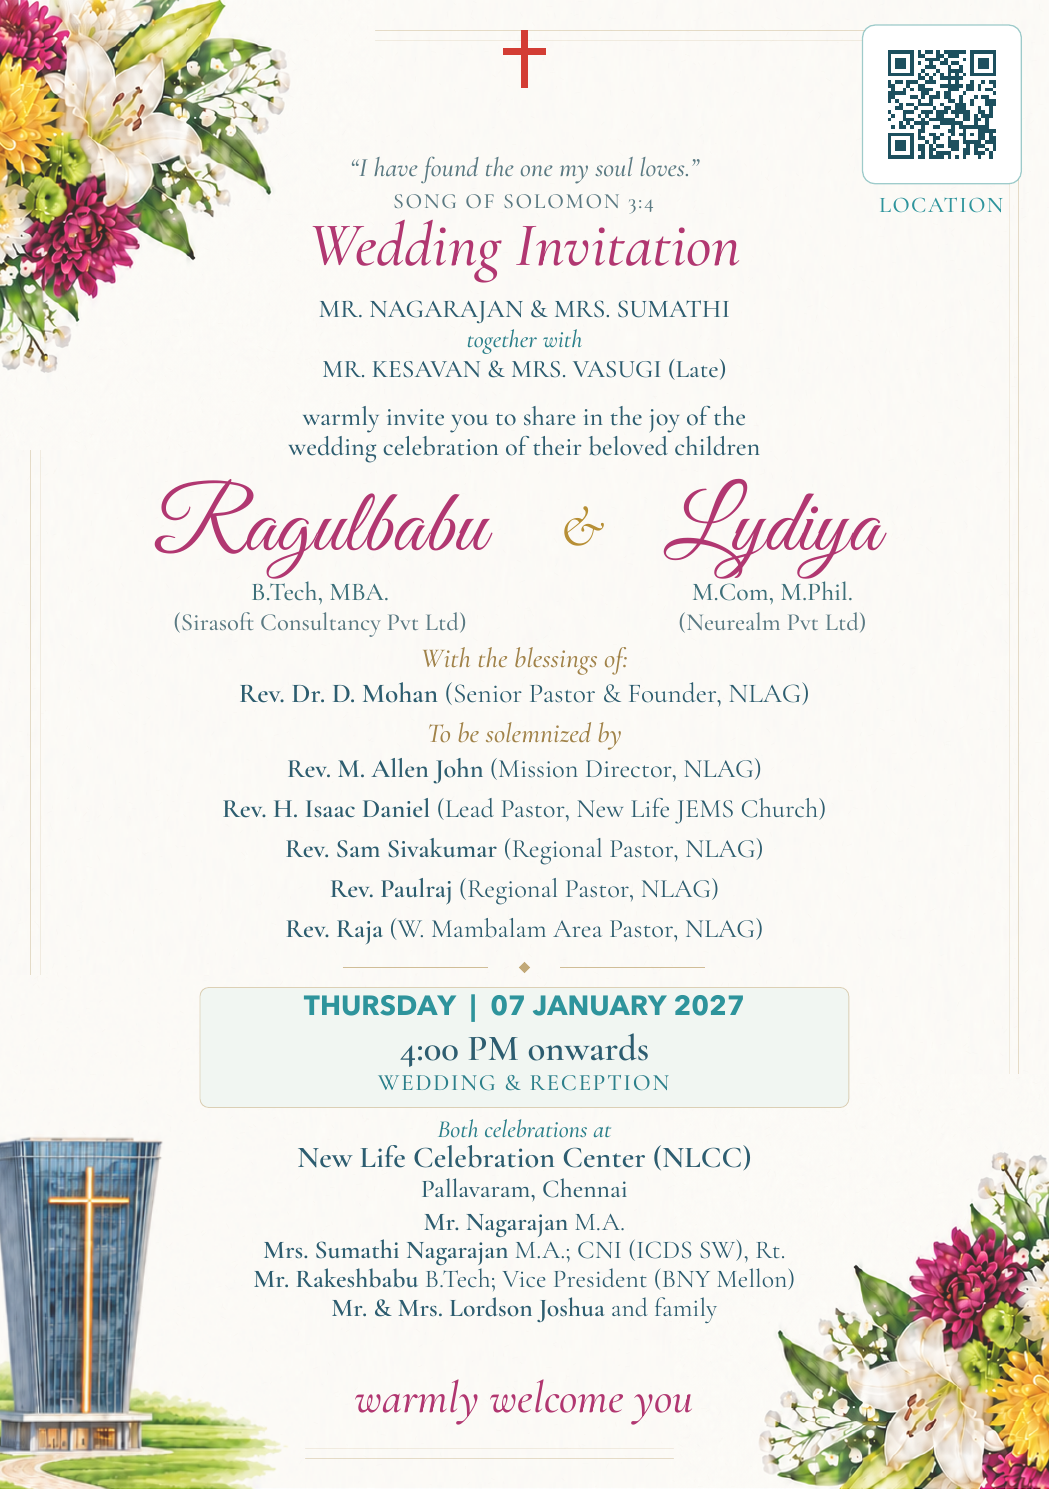 “I have found the one my soul loves.”
SONG OF SOLOMON 3:4
LOCATION
Wedding Invitation
MR. NAGARAJAN & MRS. SUMATHI
together with
MR. KESAVAN & MRS. VASUGI (Late)
warmly invite you to share in the joy of the
wedding celebration of their beloved children
Ragulbabu & Lydiya
B.Tech, MBA. M.Com, M.Phil.
(Sirasoft Consultancy Pvt Ltd) (Neurealm Pvt Ltd)
With the blessings of:
Rev. Dr. D. Mohan (Senior Pastor & Founder, NLAG)
To be solemnized by
Rev. M. Allen John (Mission Director, NLAG)
Rev. H. Isaac Daniel (Lead Pastor, New Life JEMS Church)
Rev. Sam Sivakumar (Regional Pastor, NLAG)
Rev. Paulraj (Regional Pastor, NLAG)
Rev. Raja (W. Mambalam Area Pastor, NLAG)
THURSDAY | 07 JANUARY 2027
4:00 PM onwards
WEDDING & RECEPTION
Both celebrations at
New Life Celebration Center (NLCC)
Pallavaram, Chennai
Mr. Nagarajan M.A.
Mrs. Sumathi Nagarajan M.A.; CNI (ICDS SW), Rt.
Mr. Rakeshbabu B.Tech; Vice President (BNY Mellon)
Mr. & Mrs. Lordson Joshua and family
warmly welcome you